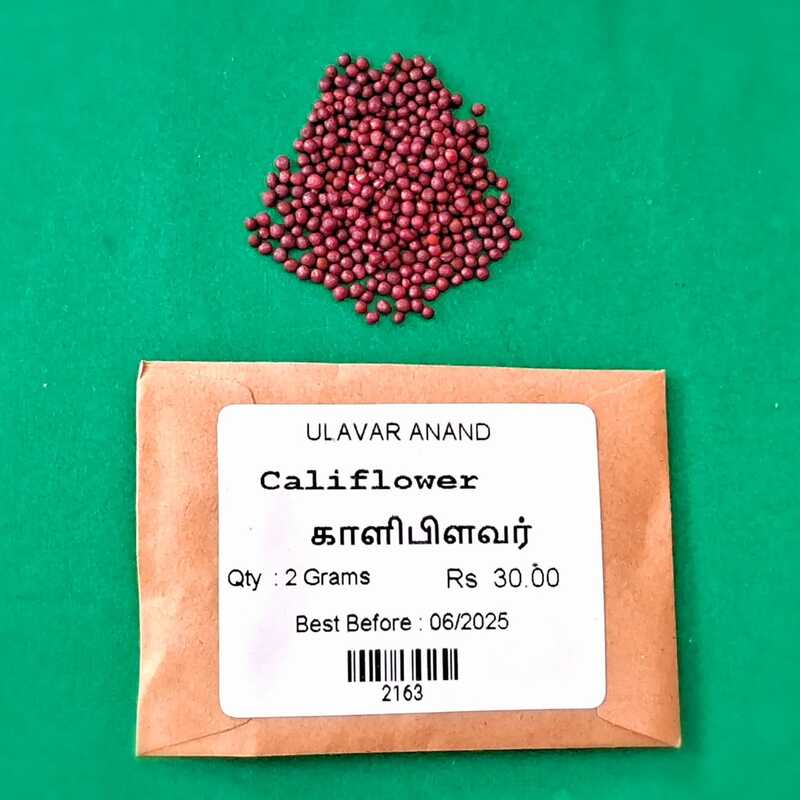 ULAVAR ANAND
Califlower
காளிபிளவர்
Qty : 2 Grams Rs 30.00
Best Before : 06/2025
2163